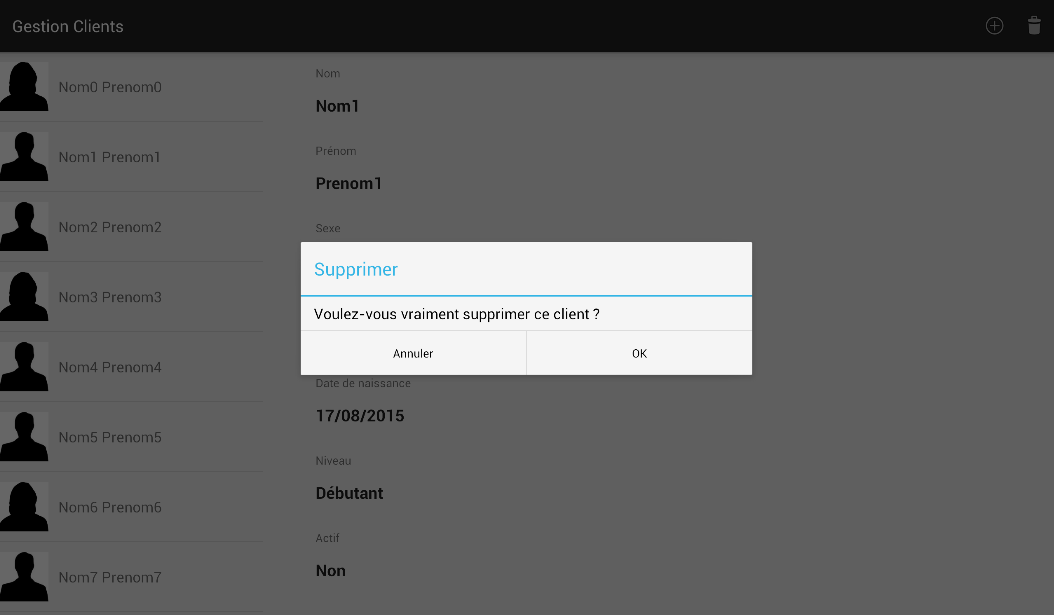 Gestion Clients
Nom0 Prenom0
Nom1 Prenom1
Nom2 Prenom2
Nom3 Prenom3
Nom4 Prenom4
Nom5 Prenom5
Nom6 Prenom6
Nom7 Prenom7
Nom
Nom1
Prénom
Prenom1
Sexe
Supprimer
Voulez-vous vraiment supprimer ce client ?
Annuler
OK
Date de naissance
17/08/2015
Niveau
Débutant
Actif
Non